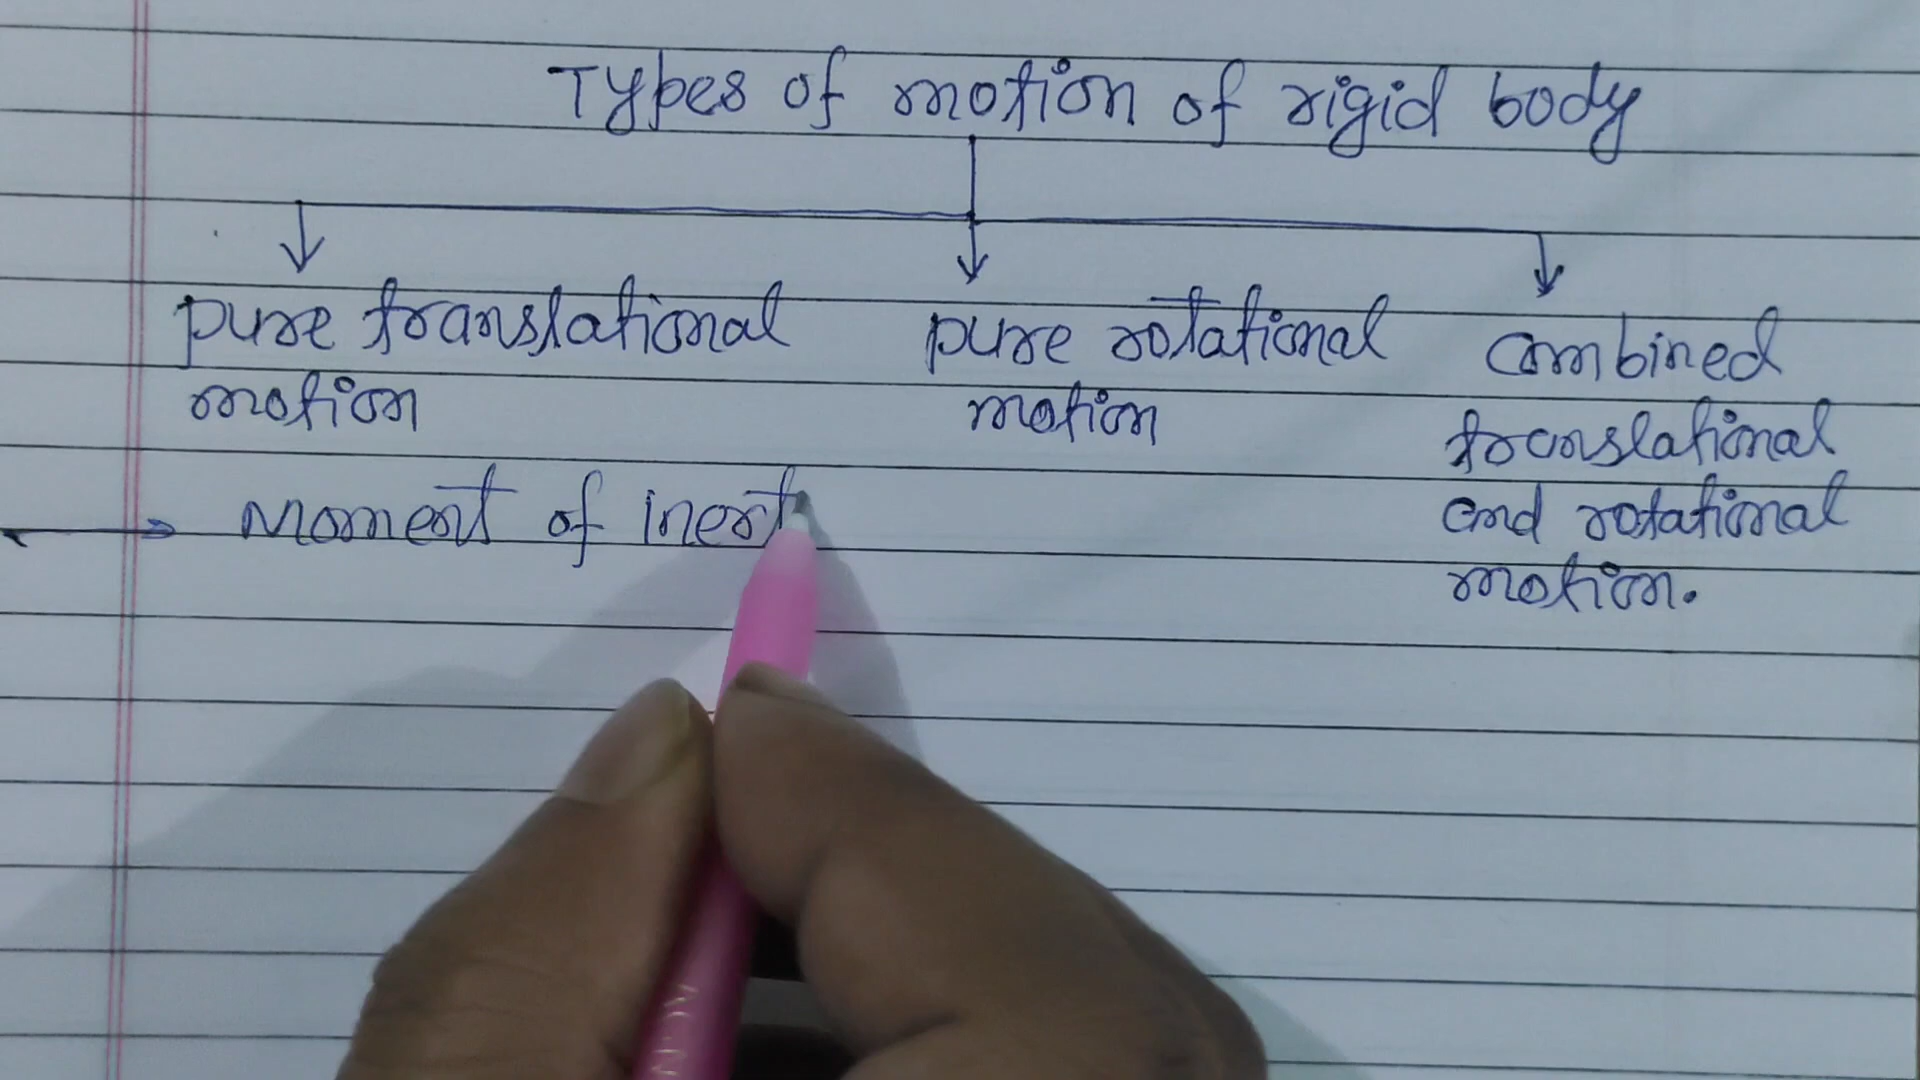 Types of motion of rigid body
pure translational
motion
pure rotational
motion
combined
translational
and rotational
motion.
Moment of inert